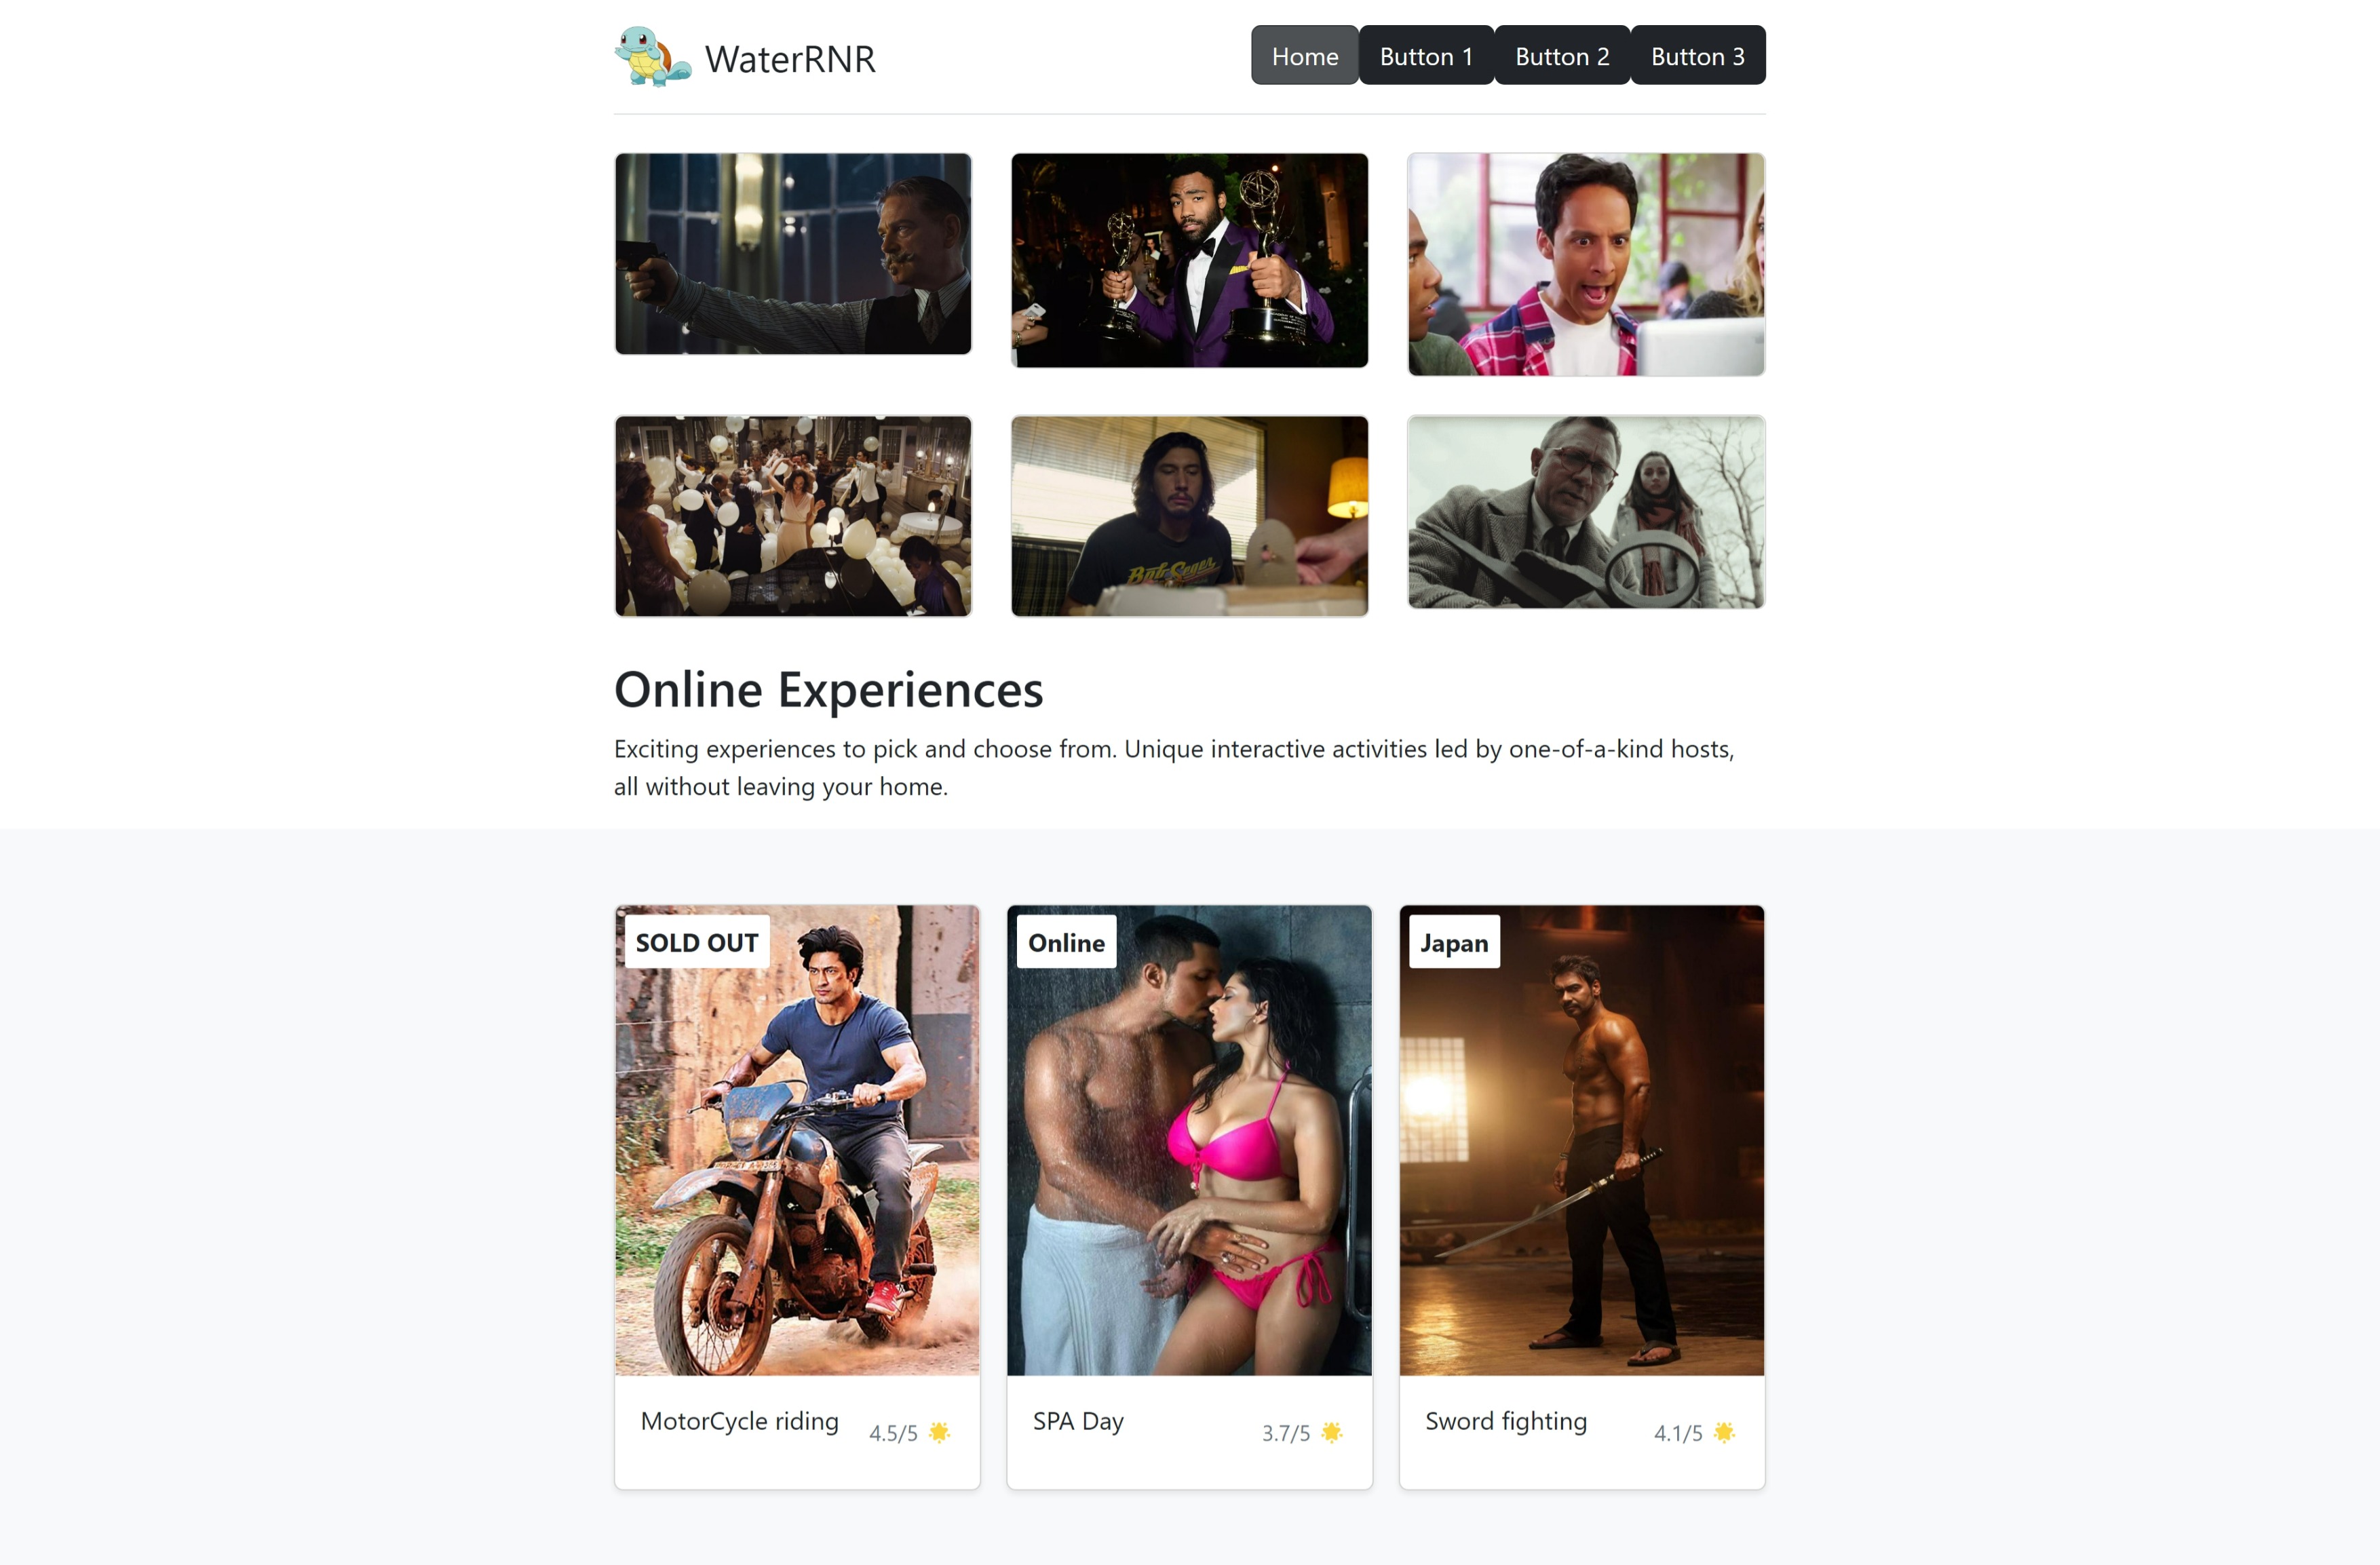 WaterRNR
Home
Button 1
Button 2
Button 3
Bob Seger
Online Experiences
Exciting experiences to pick and choose from. Unique interactive activities led by one-of-a-kind hosts,
all without leaving your home.
SOLD OUT
Online
Japan
MotorCycle riding
4.5/5
SPA Day
3.7/5
Sword fighting
4.1/5